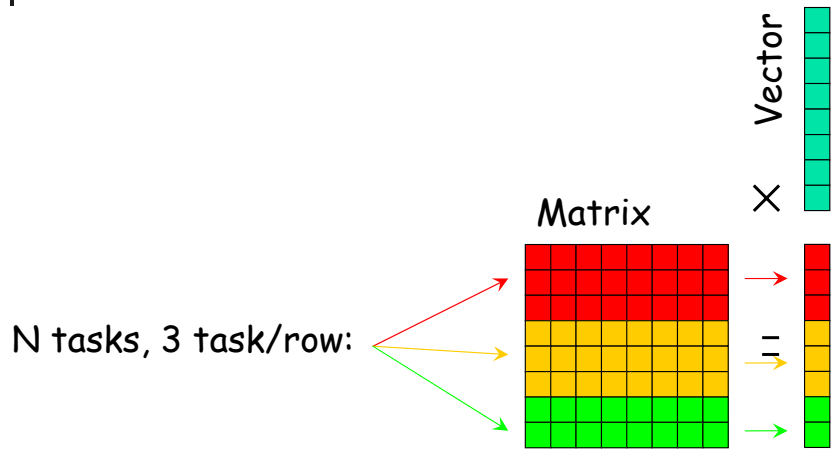 Vector
×
Matrix
N tasks, 3 task/row:
=